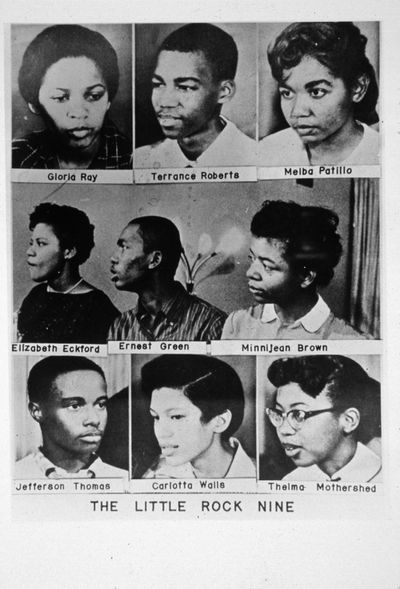 Gloria Ray
Terrance Roberts
Melba Patillo
Elizabeth Eckford
Ernest Green
Minnijean Brown
Jefferson Thomas
Carlotta Walls
Thelma Mothershed
THE LITTLE ROCK NINE